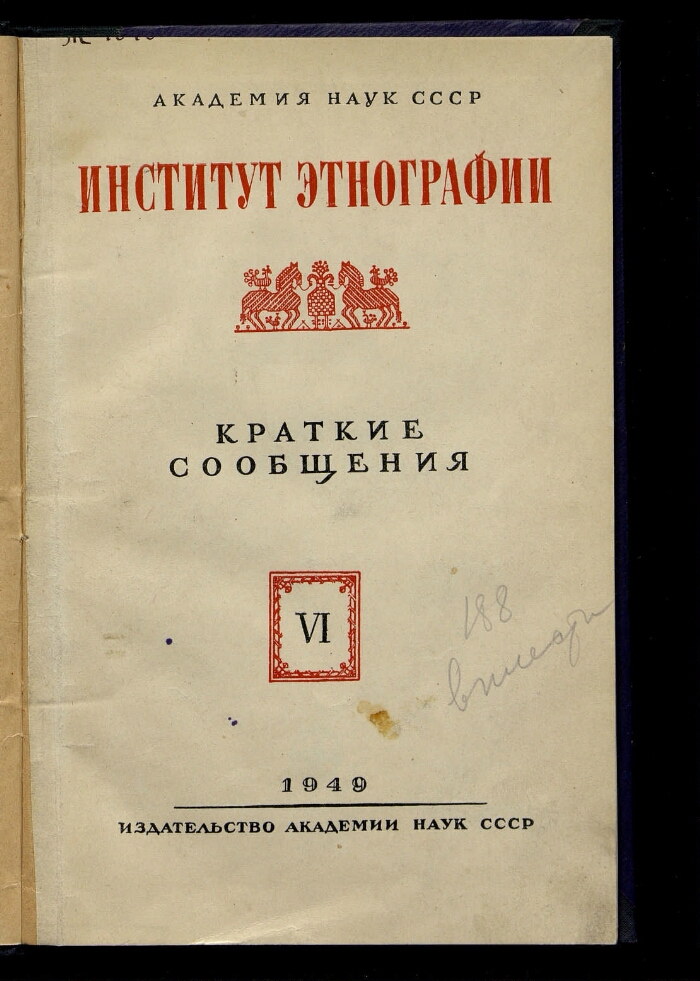 АКАДЕМИЯ НАУК СССР
ИНСТИТУТ ЭТНОГРАФИИ
КРАТКИЕ
СООБЩЕНИЯ
VI
188
1949
ИЗДАТЕЛЬСТВО АКАДЕМИИ НАУК СССР